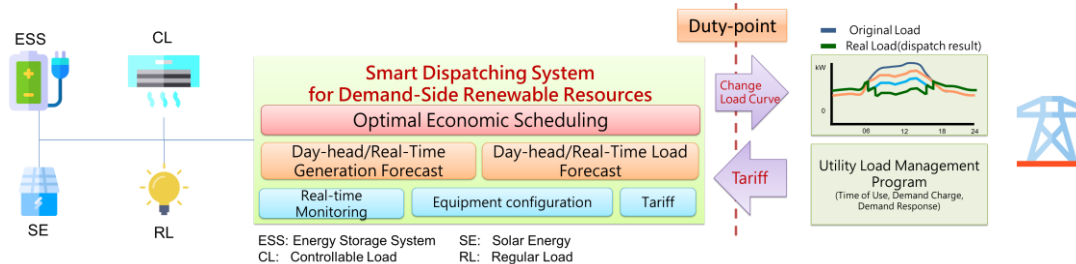 ESS
CL
SE
RL
Smart Dispatching System
for Demand-Side Renewable Resources
Optimal Economic Scheduling
Day-head/Real-Time
Generation Forecast
Day-head/Real-Time Load
Forecast
Real-time
Monitoring
Equipment configuration
Tariff
ESS: Energy Storage System
SE: Solar Energy
CL: Controllable Load
RL: Regular Load
Duty-point
Change
Load Curve
Tariff
Original Load
Real Load(dispatch result)
kW
0
06
12
18
24
Utility Load Management
Program
(Time of Use, Demand Charge,
Demand Response)